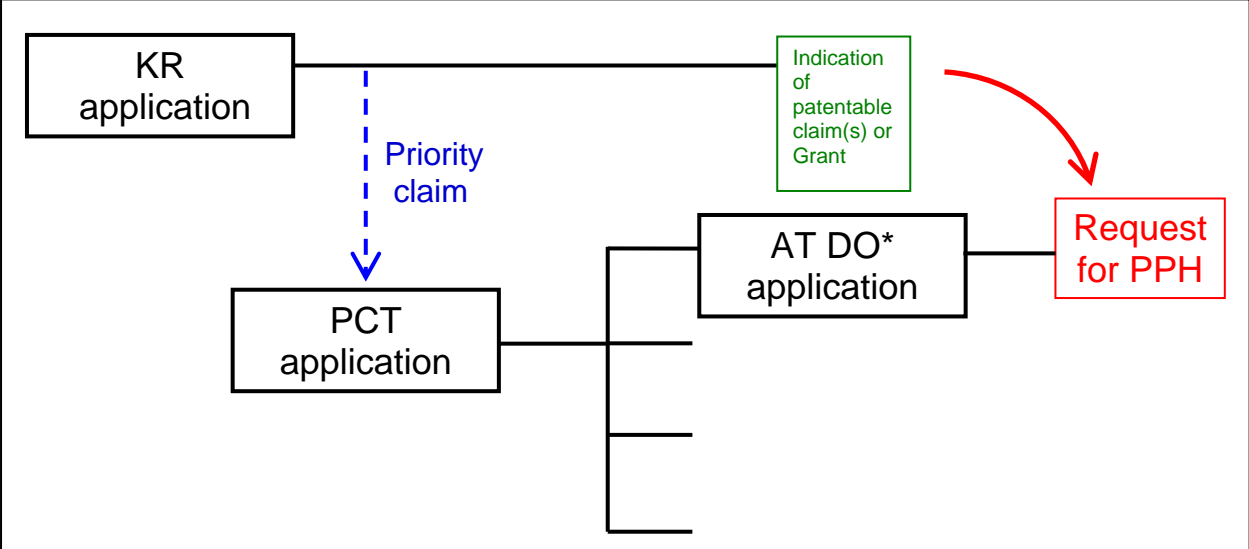 KR
application
Indication
of
patentable
claim(s) or
Grant
Priority
claim
AT DO*
application
Request
for PPH
PCT
application